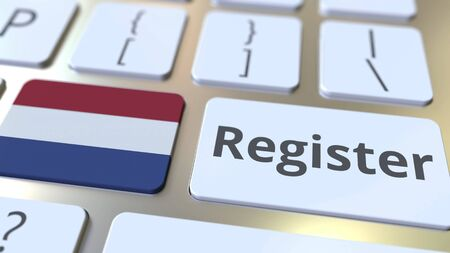 P { [ } ] | \
Register
?